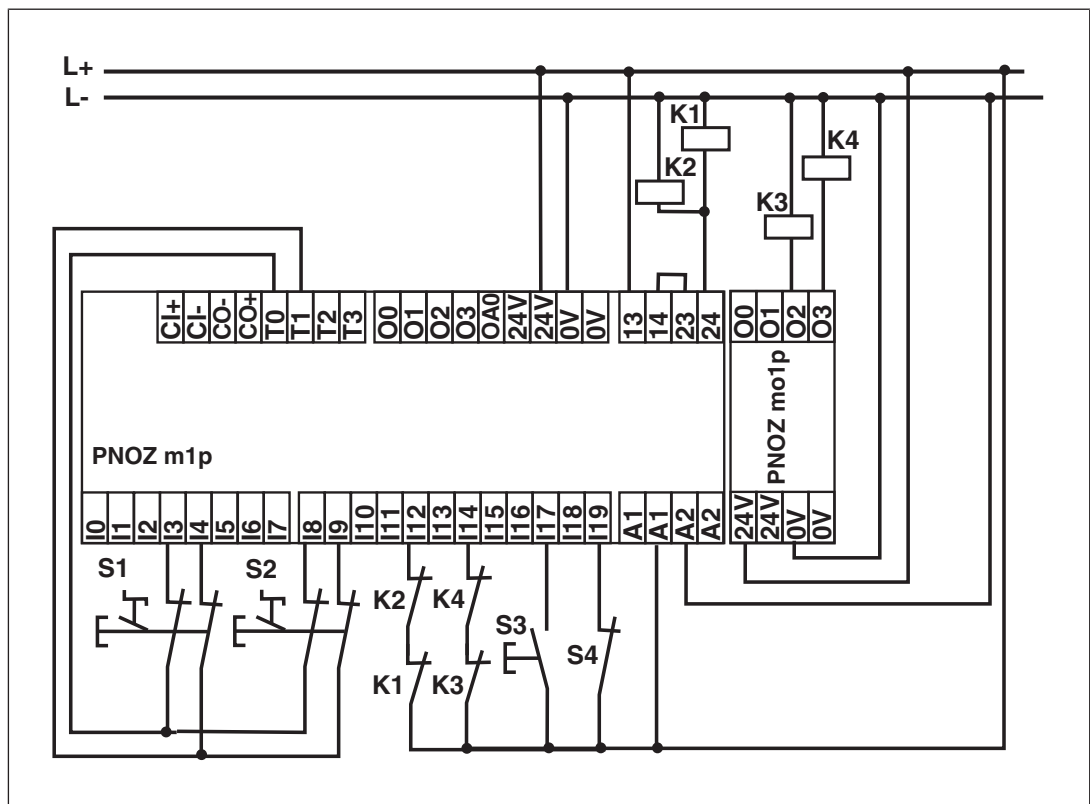 L+
L-
K1
K2
K4
K3
CI+ CI- CO- CO+ T0 T1 T2 T3 O0 O1 O2 O3 OA0 24V 24V 0V 0V 13 14 23 24 O0 O1 O2 O3
PNOZ m1p
PNOZ mo1p
I0 I1 I2 I3 I4 I5 I6 I7 I8 I9 I10 I11 I12 I13 I14 I15 I16 I17 I18 I19 A1 A1 A2 A2 24V 24V 0V 0V
S1 S2
K2 K4
S3
S4
K1 K3